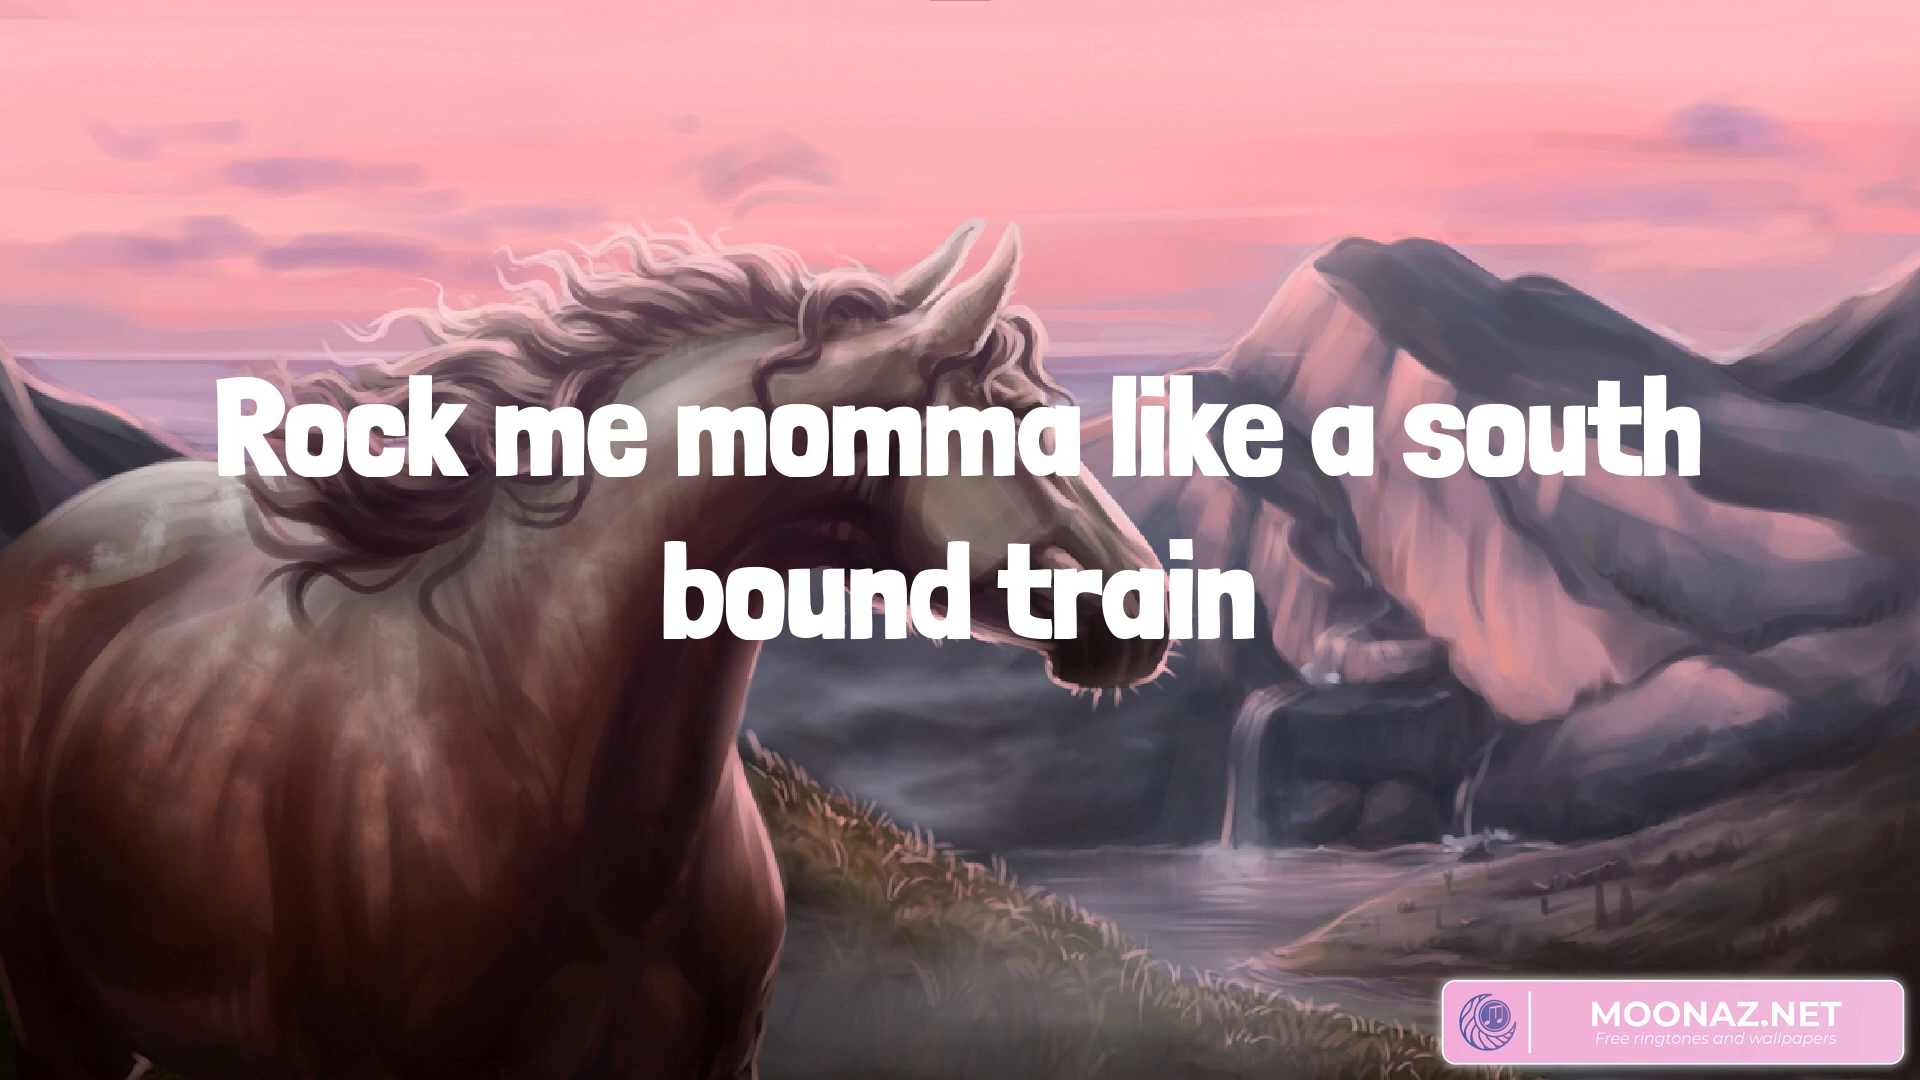 Rock me momma like a south
bound train
MOONAZ.NET
Free ringtones and wallpapers